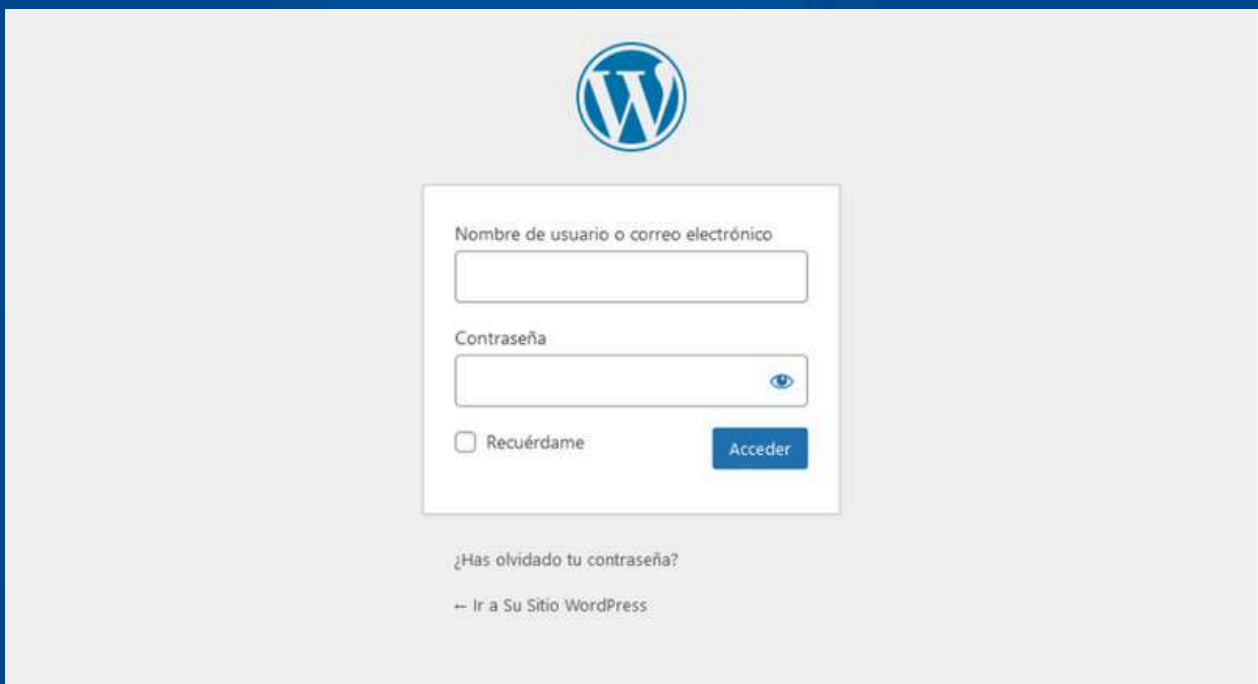 Nombre de usuario o correo electrónico
Contraseña
Recuérdame
Acceder
¿Has olvidado tu contraseña?
← Ir a Su Sitio WordPress